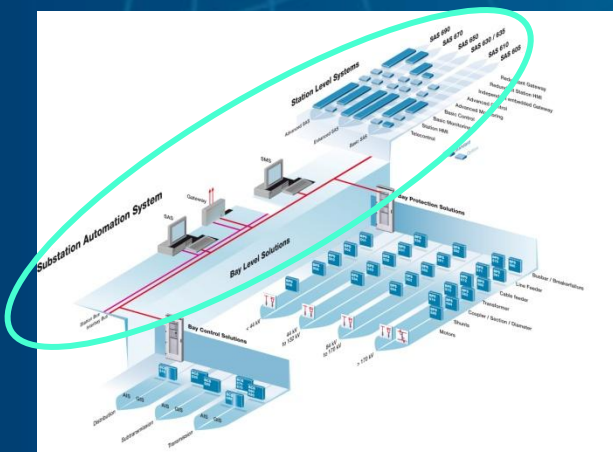 SAS 690
SAS 670
SAS 650
SAS 630 / 635
SAS 610
SAS 605
Station Level Systems
Redundant Gateway
Redundant Station HMI
Independent embedded Gateway
Advanced Control
Advanced Monitoring
Basic Control
Basic Monitoring
Station HMI
Telecontrol
Advanced SAS
Enhanced SAS
Basic SAS
SMS
Gateway
SAS
Substation Automation System
Bay Protection Solutions
Bay Level Solutions
Station Bus
Interbay Bus
Busbar / Breakerfailure
Line Feeder
Cable feeder
Transformer
Coupler / Section / Diameter
Shunts
Motors
< 44 kV
44 kV
to 132 kV
84 kV
to 170 kV
> 170 kV
Bay Control Solutions
AIS GIS
AIS GIS
AIS GIS
Distribution
Subtransmission
Transmission